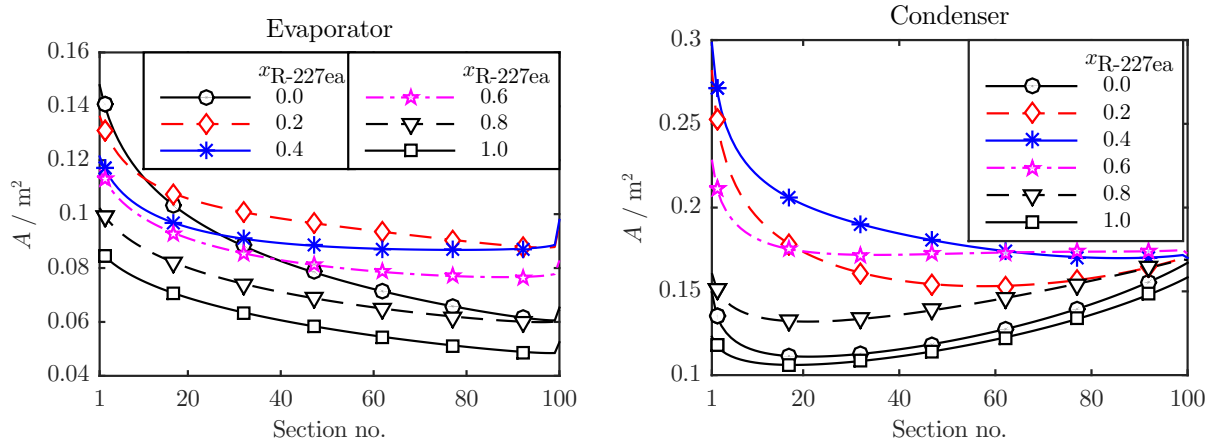 Evaporator
0.16
0.14
0.12
0.1
0.08
0.06
0.04
A / m²
xR-227ea xR-227ea
0.0 0.6
0.2 0.8
0.4 1.0
1 20 40 60 80 100
Section no.
Condenser
0.3
0.25
0.2
0.15
0.1
A / m²
xR-227ea
0.0
0.2
0.4
0.6
0.8
1.0
1 20 40 60 80 100
Section no.